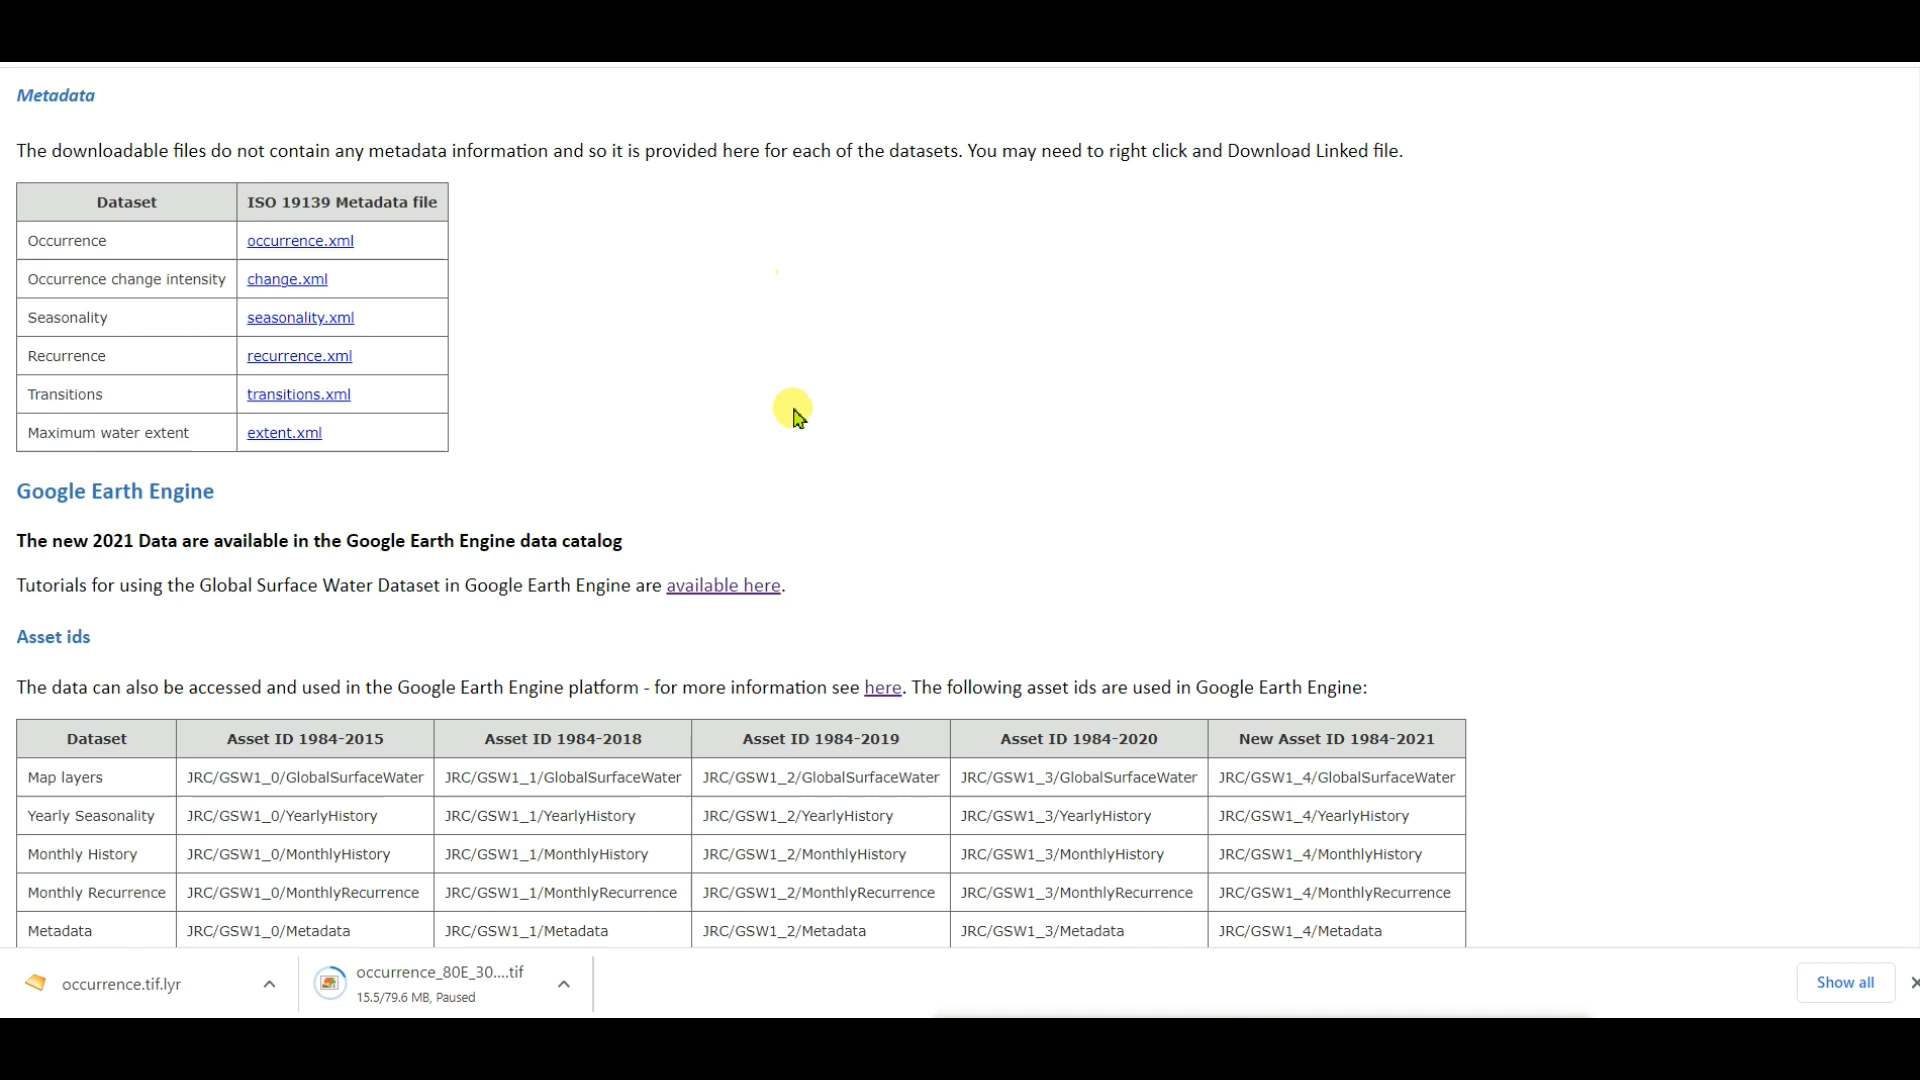 Metadata
The downloadable files do not contain any metadata information and so it is provided here for each of the datasets. You may need to right click and Download Linked file.
Dataset ISO 19139 Metadata file
Occurrence occurrence.xml
Occurrence change intensity change.xml
Seasonality seasonality.xml
Recurrence recurrence.xml
Transitions transitions.xml
Maximum water extent extent.xml
Google Earth Engine
The new 2021 Data are available in the Google Earth Engine data catalog
Tutorials for using the Global Surface Water Dataset in Google Earth Engine are available here.
Asset ids
The data can also be accessed and used in the Google Earth Engine platform - for more information see here. The following asset ids are used in Google Earth Engine:
Dataset Asset ID 1984-2015 Asset ID 1984-2018 Asset ID 1984-2019 Asset ID 1984-2020 New Asset ID 1984-2021
Map layers JRC/GSW1_0/GlobalSurfaceWater JRC/GSW1_1/GlobalSurfaceWater JRC/GSW1_2/GlobalSurfaceWater JRC/GSW1_3/GlobalSurfaceWater JRC/GSW1_4/GlobalSurfaceWater
Yearly Seasonality JRC/GSW1_0/YearlyHistory JRC/GSW1_1/YearlyHistory JRC/GSW1_2/YearlyHistory JRC/GSW1_3/YearlyHistory JRC/GSW1_4/YearlyHistory
Monthly History JRC/GSW1_0/MonthlyHistory JRC/GSW1_1/MonthlyHistory JRC/GSW1_2/MonthlyHistory JRC/GSW1_3/MonthlyHistory JRC/GSW1_4/MonthlyHistory
Monthly Recurrence JRC/GSW1_0/MonthlyRecurrence JRC/GSW1_1/MonthlyRecurrence JRC/GSW1_2/MonthlyRecurrence JRC/GSW1_3/MonthlyRecurrence JRC/GSW1_4/MonthlyRecurrence
Metadata JRC/GSW1_0/Metadata JRC/GSW1_1/Metadata JRC/GSW1_2/Metadata JRC/GSW1_3/Metadata JRC/GSW1_4/Metadata
occurrence.tif.lyr
occurrence_80E_30....tif
15.5/79.6 MB, Paused
Show all